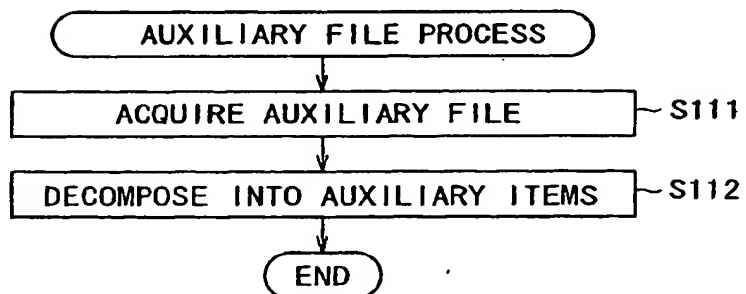 AUXILIARY FILE PROCESS
ACQUIRE AUXILIARY FILE
S111
DECOMPOSE INTO AUXILIARY ITEMS
S112
END